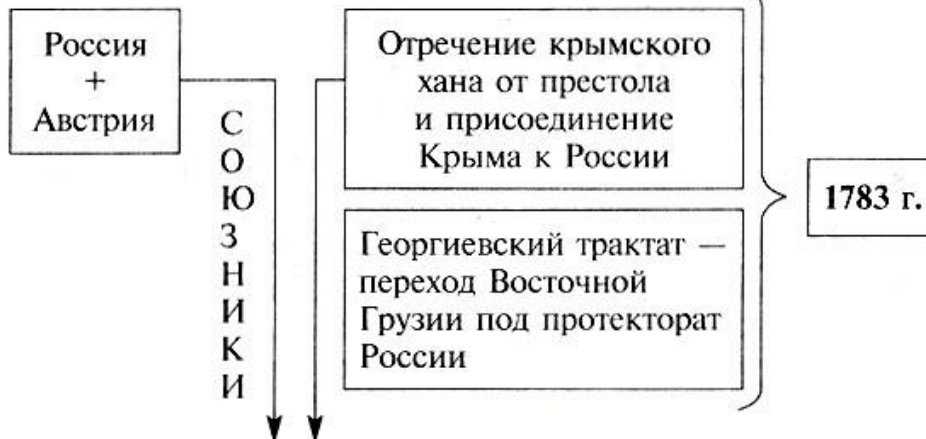 Россия
+
Австрия
СОЮЗНИКИ
Отречение крымского
хана от престола
и присоединение
Крыма к России
Георгиевский трактат —
переход Восточной
Грузии под протекторат
России
1783 г.